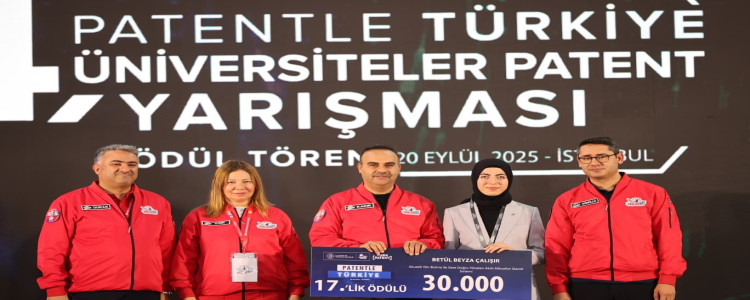 PATENTLE TÜRKİYE
ÜNİVERSİTELER PATENT
YARIŞMASI
ÖDÜL TÖREN
20 EYLÜL 2025 - İSTANBUL
PATENTLE
TÜRKİYE
17.'LİK ÖDÜLÜ
BETÜL BEYZA ÇALIŞIR
30.000